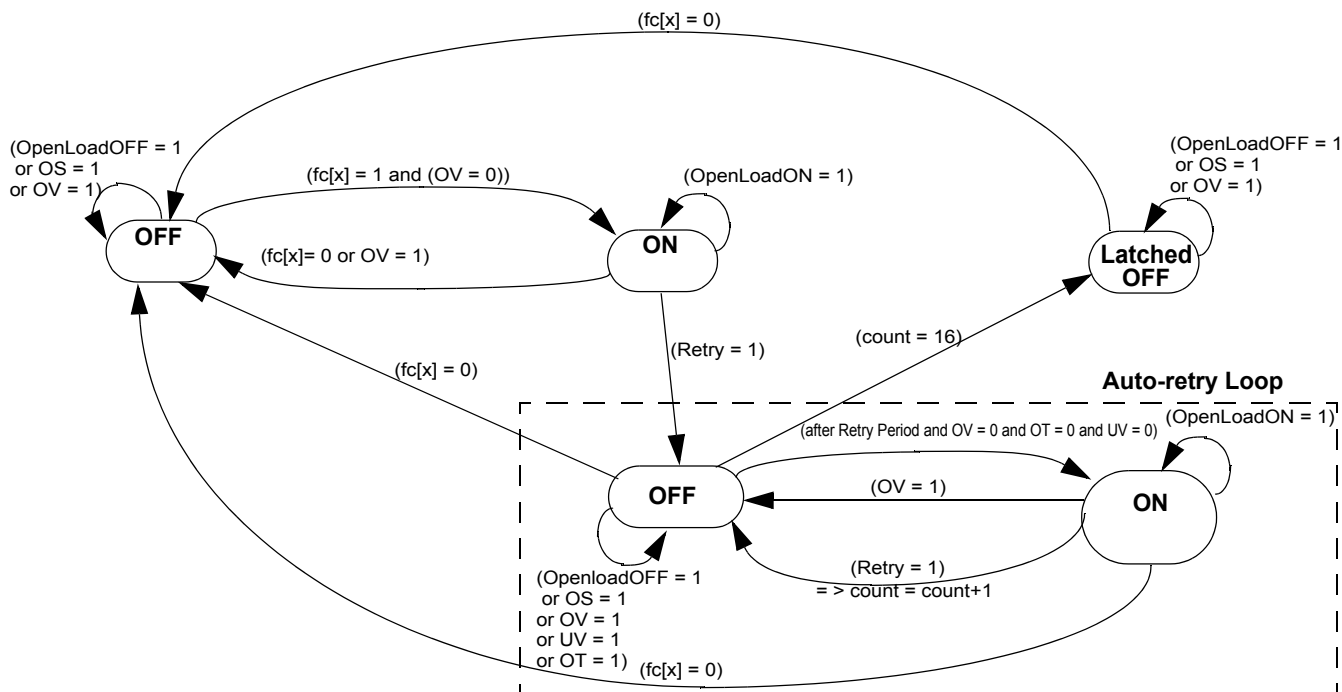 (fc[x] = 0)
(OpenLoadOFF = 1
or OS = 1
or OV = 1)
(fc[x] = 1 and (OV = 0))
(OpenLoadON = 1)
(OpenLoadOFF = 1
or OS = 1
or OV = 1)
OFF
(fc[x]= 0 or OV = 1)
ON
Latched
OFF
(Retry = 1)
(count = 16)
(fc[x] = 0)
Auto-retry Loop
(OpenLoadON = 1)
(after Retry Period and OV = 0 and OT = 0 and UV = 0)
OFF
(OV = 1)
ON
(Retry = 1)
= > count = count+1
(OpenloadOFF = 1
or OS = 1
or OV = 1
or UV = 1
or OT = 1)
(fc[x] = 0)